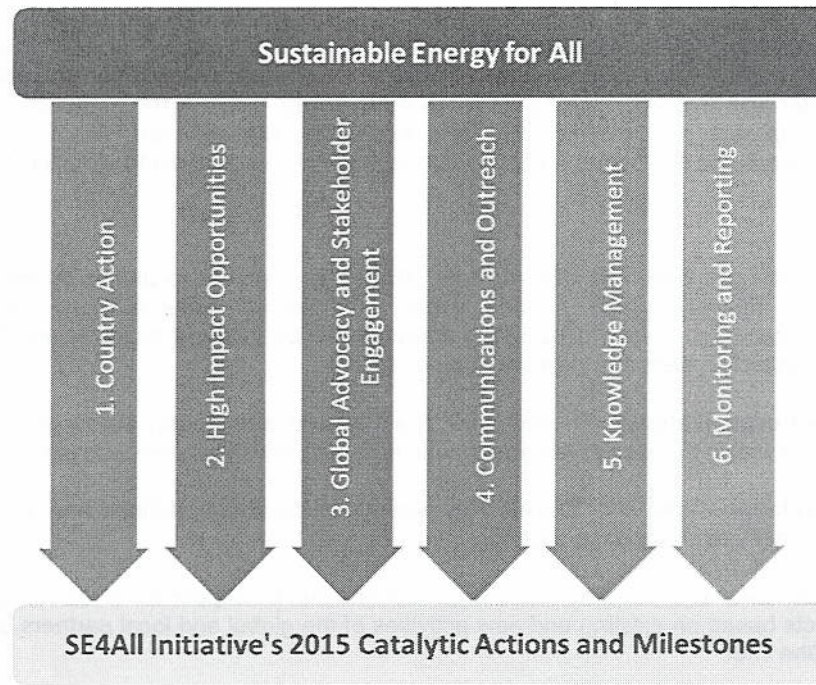 Sustainable Energy for All
1. Country Action
2. High Impact Opportunities
3. Global Advocacy and Stakeholder
Engagement
4. Communications and Outreach
5. Knowledge Management
6. Monitoring and Reporting
SE4All Initiative's 2015 Catalytic Actions and Milestones